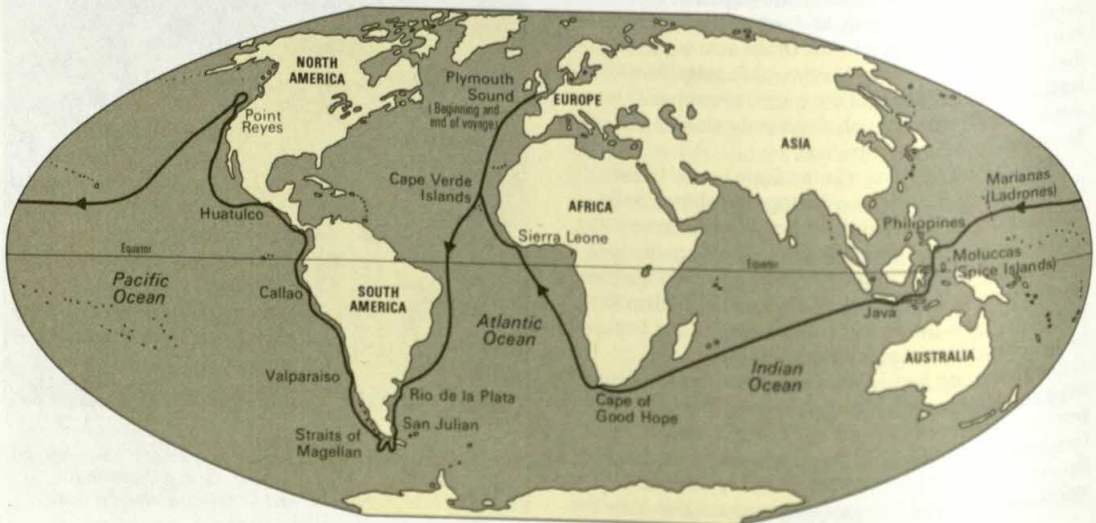 NORTH
AMERICA
Point
Reyes
Plymouth
Sound
(Beginning and
end of voyage)
EUROPE
ASIA
Cape Verde
Islands
Marianas
(Ladrones)
Huatulco
AFRICA
Philippines
Sierra Leone
Equator
Equator
Moluccas
(Spice Islands)
Pacific
Ocean
Callao
SOUTH
AMERICA
Atlantic
Ocean
Java
AUSTRALIA
Indian
Ocean
Valparaiso
Rio de la Plata
Cape of
Good Hope
San Julian
Straits of
Magellan